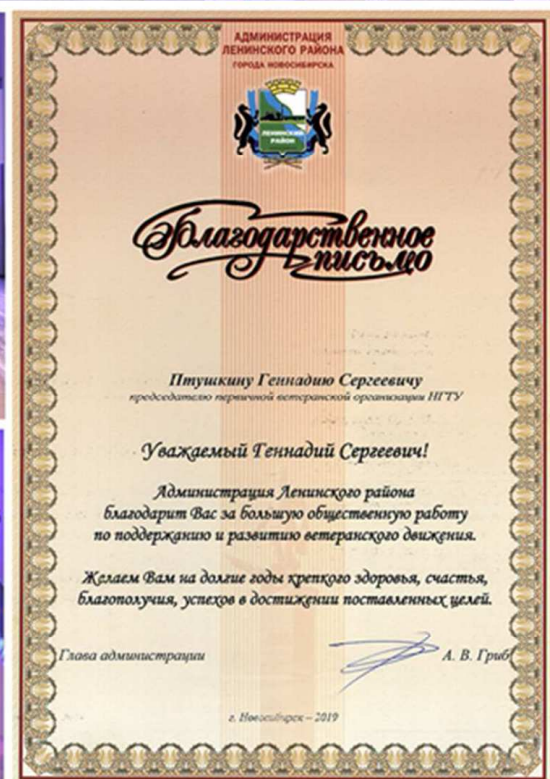 АДМИНИСТРАЦИЯ
ЛЕНИНСКОГО РАЙОНА
ГОРОДА НОВОСИБИРСКА
ЛЕНИНСКИЙ
РАЙОН
Благодарственное
письмо
Птушкину Геннадию Сергеевичу
председателю первичной ветеранской организации НГТУ
Уважаемый Геннадий Сергеевич!
Администрация Ленинского района
благодарит Вас за большую общественную работу
по поддержанию и развитию ветеранского движения.
Желаем Вам на долгие годы крепкого здоровья, счастья,
благополучия, успехов в достижении поставленных целей.
Глава администрации А. В. Гриб
г. Новосибирск – 2019